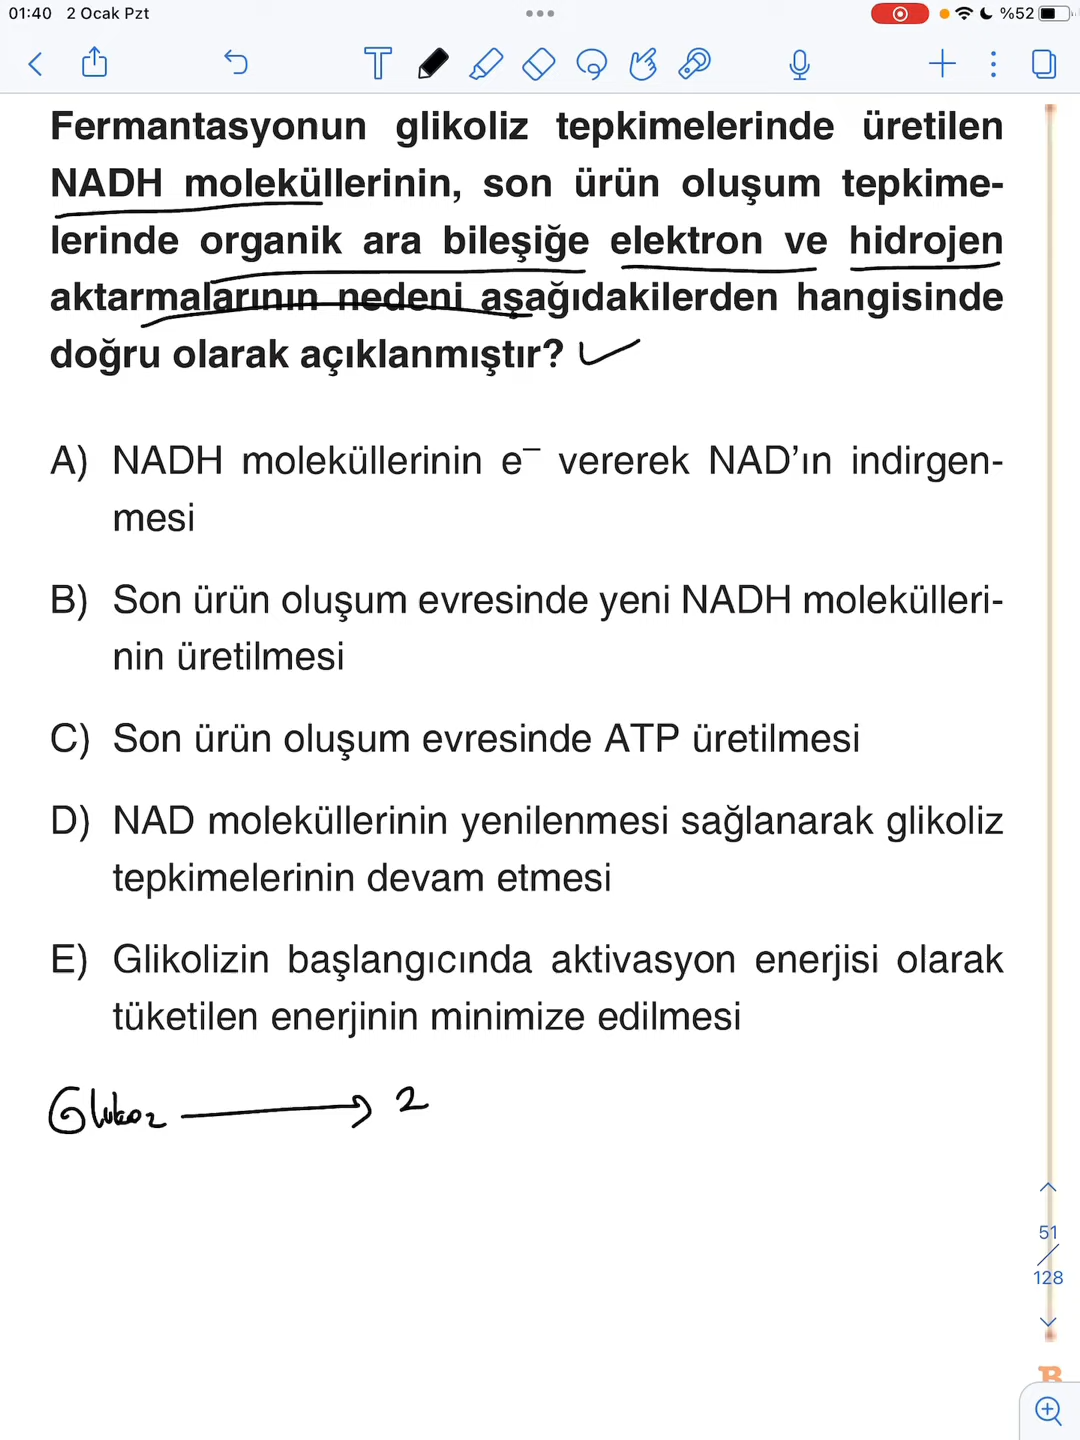 01:40 2 Ocak Pzt
%52
T
Fermantasyonun glikoliz tepkimelerinde üretilen
NADH moleküllerinin, son ürün oluşum tepkime-
lerinde organik ara bileşiğe elektron ve hidrojen
aktarmalarının nedeni aşağıdakilerden hangisinde
doğru olarak açıklanmıştır?
A) NADH moleküllerinin e⁻ vererek NAD’ın indirgen-
mesi
B) Son ürün oluşum evresinde yeni NADH molekülleri-
nin üretilmesi
C) Son ürün oluşum evresinde ATP üretilmesi
D) NAD moleküllerinin yenilenmesi sağlanarak glikoliz
tepkimelerinin devam etmesi
E) Glikolizin başlangıcında aktivasyon enerjisi olarak
tüketilen enerjinin minimize edilmesi
Glukoz → 2
51
/
128
B